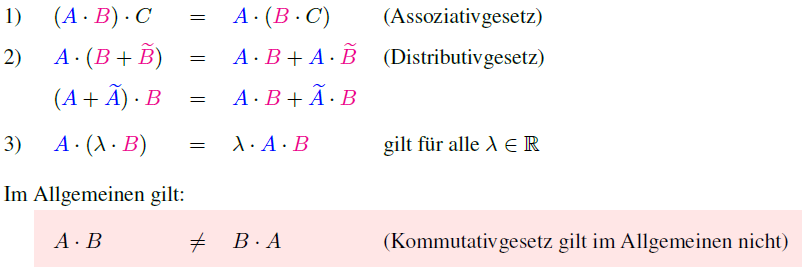 1) (A · B) · C = A · (B · C) (Assoziativgesetz)
2) A · (B + B̃) = A · B + A · B̃ (Distributivgesetz)
(A + Ã) · B = A · B + Ã · B
3) A · (λ · B) = λ · A · B gilt für alle λ ∈ ℝ
Im Allgemeinen gilt:
A · B ≠ B · A (Kommutativgesetz gilt im Allgemeinen nicht)